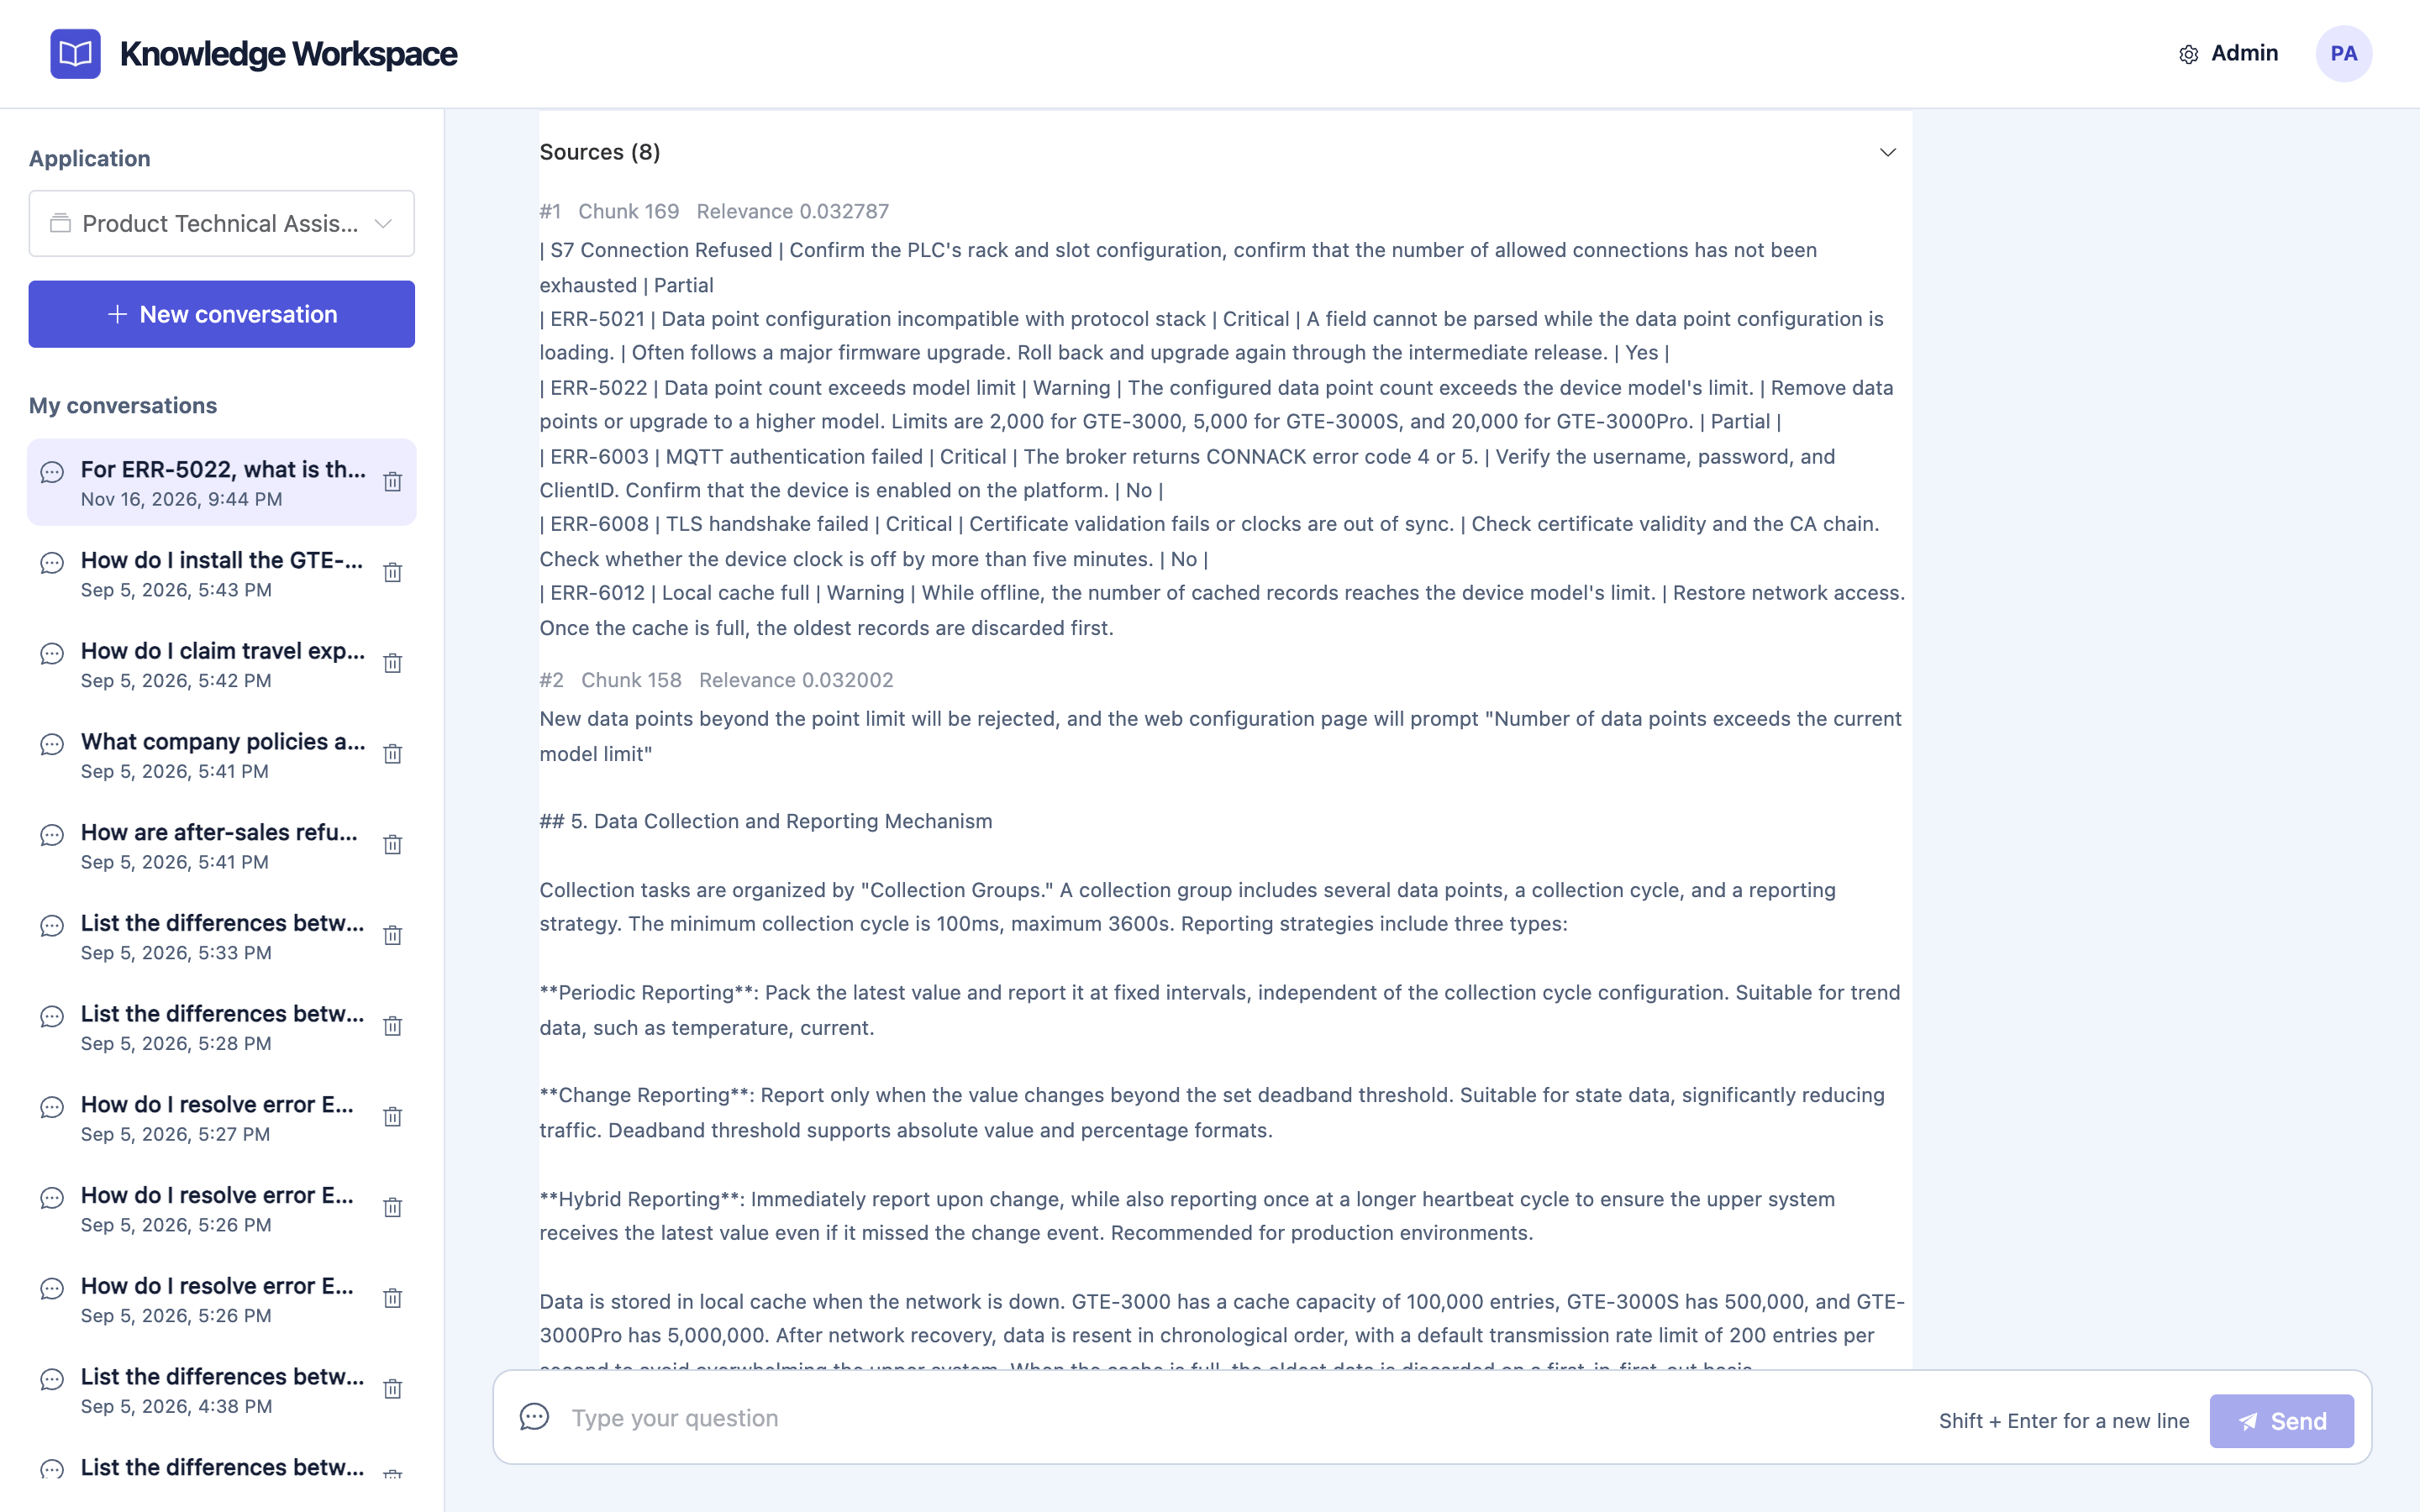 Knowledge Workspace
Admin
PA
Application
Product Technical Assis...
New conversation
My conversations
For ERR-5022, what is th...
Nov 16, 2026, 9:44 PM
How do I install the GTE-...
Sep 5, 2026, 5:43 PM
How do I claim travel exp...
Sep 5, 2026, 5:42 PM
What company policies a...
Sep 5, 2026, 5:41 PM
How are after-sales refu...
Sep 5, 2026, 5:41 PM
List the differences betw...
Sep 5, 2026, 5:33 PM
List the differences betw...
Sep 5, 2026, 5:28 PM
How do I resolve error E...
Sep 5, 2026, 5:27 PM
How do I resolve error E...
Sep 5, 2026, 5:26 PM
How do I resolve error E...
Sep 5, 2026, 5:26 PM
List the differences betw...
Sep 5, 2026, 4:38 PM
List the differences betw...
Sources (8)
#1 Chunk 169 Relevance 0.032787
| S7 Connection Refused | Confirm the PLC's rack and slot configuration, confirm that the number of allowed connections has not been
exhausted | Partial
| ERR-5021 | Data point configuration incompatible with protocol stack | Critical | A field cannot be parsed while the data point configuration is
loading. | Often follows a major firmware upgrade. Roll back and upgrade again through the intermediate release. | Yes |
| ERR-5022 | Data point count exceeds model limit | Warning | The configured data point count exceeds the device model's limit. | Remove data
points or upgrade to a higher model. Limits are 2,000 for GTE-3000, 5,000 for GTE-3000S, and 20,000 for GTE-3000Pro. | Partial |
| ERR-6003 | MQTT authentication failed | Critical | The broker returns CONNACK error code 4 or 5. | Verify the username, password, and
ClientID. Confirm that the device is enabled on the platform. | No |
| ERR-6008 | TLS handshake failed | Critical | Certificate validation fails or clocks are out of sync. | Check certificate validity and the CA chain.
Check whether the device clock is off by more than five minutes. | No |
| ERR-6012 | Local cache full | Warning | While offline, the number of cached records reaches the device model's limit. | Restore network access.
Once the cache is full, the oldest records are discarded first.
#2 Chunk 158 Relevance 0.032002
New data points beyond the point limit will be rejected, and the web configuration page will prompt "Number of data points exceeds the current
model limit"
## 5. Data Collection and Reporting Mechanism
Collection tasks are organized by "Collection Groups." A collection group includes several data points, a collection cycle, and a reporting
strategy. The minimum collection cycle is 100ms, maximum 3600s. Reporting strategies include three types:
**Periodic Reporting**: Pack the latest value and report it at fixed intervals, independent of the collection cycle configuration. Suitable for trend
data, such as temperature, current.
**Change Reporting**: Report only when the value changes beyond the set deadband threshold. Suitable for state data, significantly reducing
traffic. Deadband threshold supports absolute value and percentage formats.
**Hybrid Reporting**: Immediately report upon change, while also reporting once at a longer heartbeat cycle to ensure the upper system
receives the latest value even if it missed the change event. Recommended for production environments.
Data is stored in local cache when the network is down. GTE-3000 has a cache capacity of 100,000 entries, GTE-3000S has 500,000, and GTE-
3000Pro has 5,000,000. After network recovery, data is resent in chronological order, with a default transmission rate limit of 200 entries per
second to avoid overwhelming the upper system. When the cache is full, the oldest data is discarded on a first-in, first-out basis.
Type your question
Shift + Enter for a new line
Send